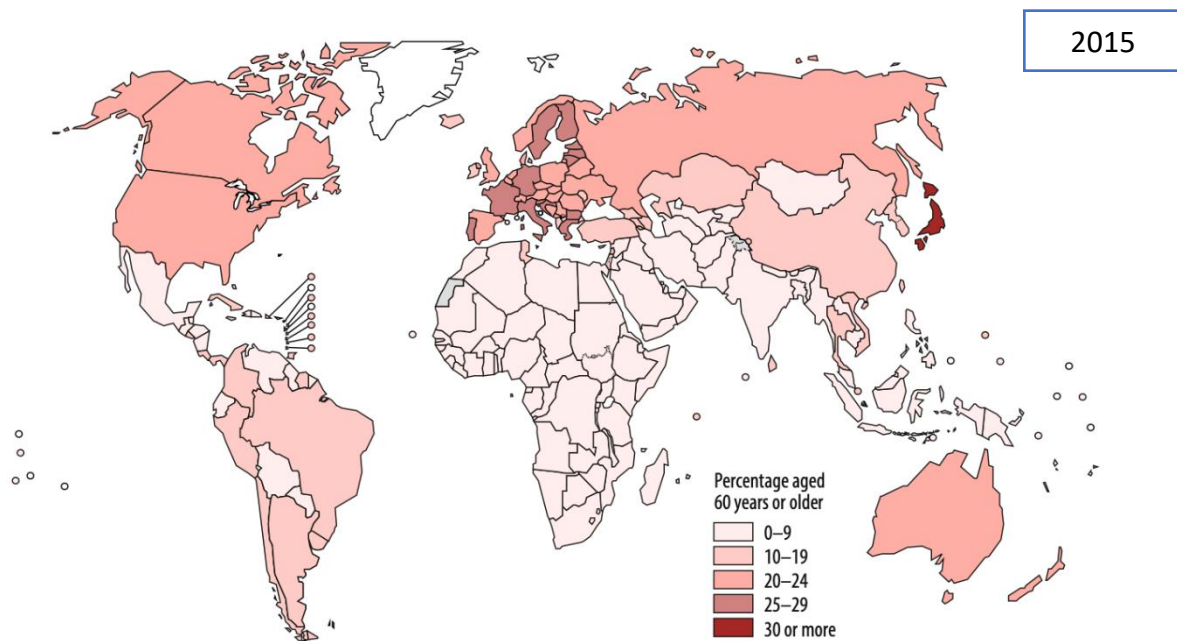 2015
Percentage aged
60 years or older
0–9
10–19
20–24
25–29
30 or more